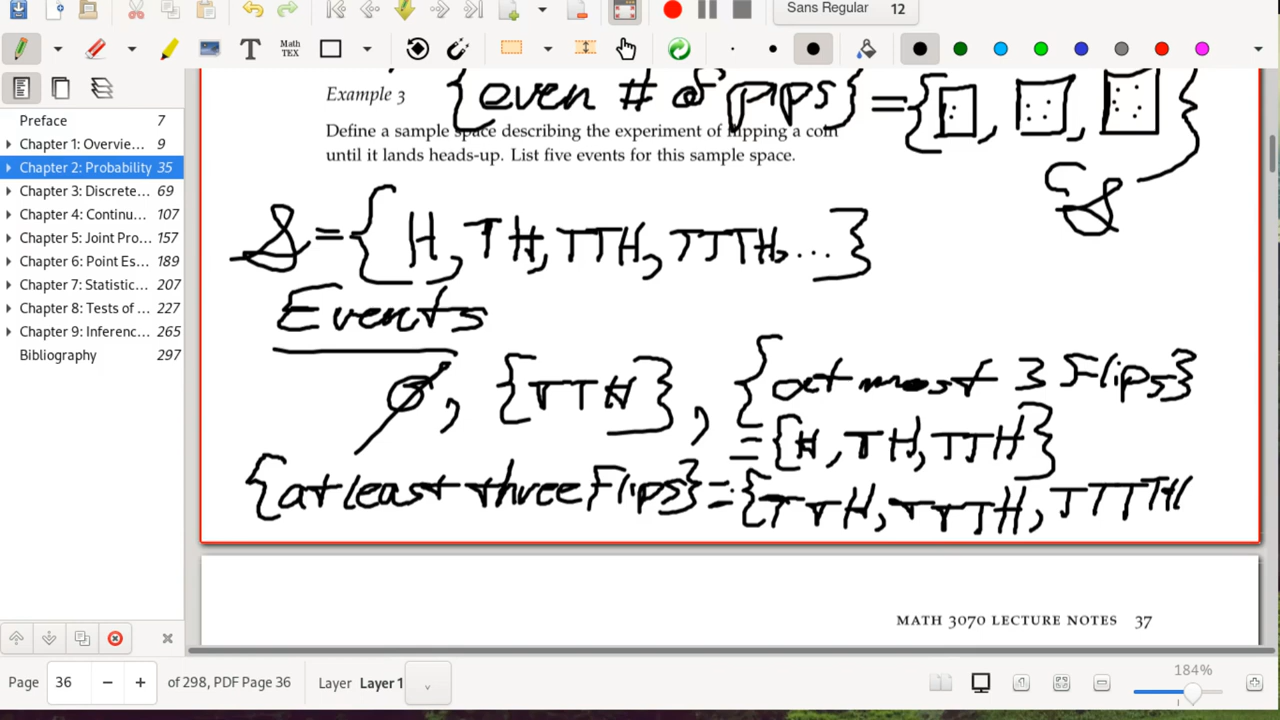 Sans Regular 12
Math
TEX
Preface 7
Chapter 1: Overvie... 9
Chapter 2: Probability 35
Chapter 3: Discrete... 69
Chapter 4: Continu... 107
Chapter 5: Joint Pro... 157
Chapter 6: Point Es... 189
Chapter 7: Statistic... 207
Chapter 8: Tests of ... 227
Chapter 9: Inferenc... 265
Bibliography 297
Example 3
{even # of pips} = { , , }
Define a sample space describing the experiment of flipping a coin
until it lands heads-up. List five events for this sample space.
⊂ S
S = {H, TH, TTH, TTTH, ...}
Events
∅, {TTH}, {at most 3 Flips}
= {H, TH, TTH}
{at least three Flips} = {TTH, TTTH, TTTTH
MATH 3070 LECTURE NOTES 37
Page 36 of 298, PDF Page 36 Layer Layer 1 184%